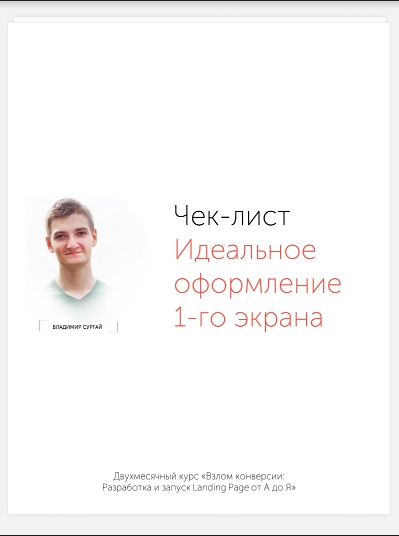 Чек-лист
Идеальное
оформление
1-го экрана
ВЛАДИМИР СУРГАЙ
Двухмесячный курс «Взлом конверсии:
Разработка и запуск Landing Page от А до Я»